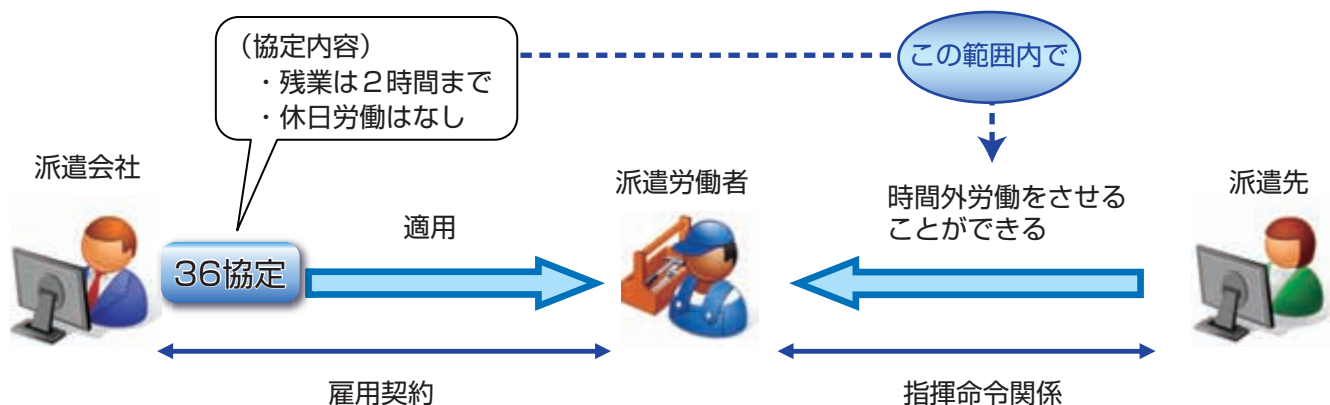 (協定内容)
・残業は2時間まで
・休日労働はなし
この範囲内で
派遣会社
派遣労働者
時間外労働をさせる
ことができる
派遣先
36協定
適用
雇用契約
指揮命令関係